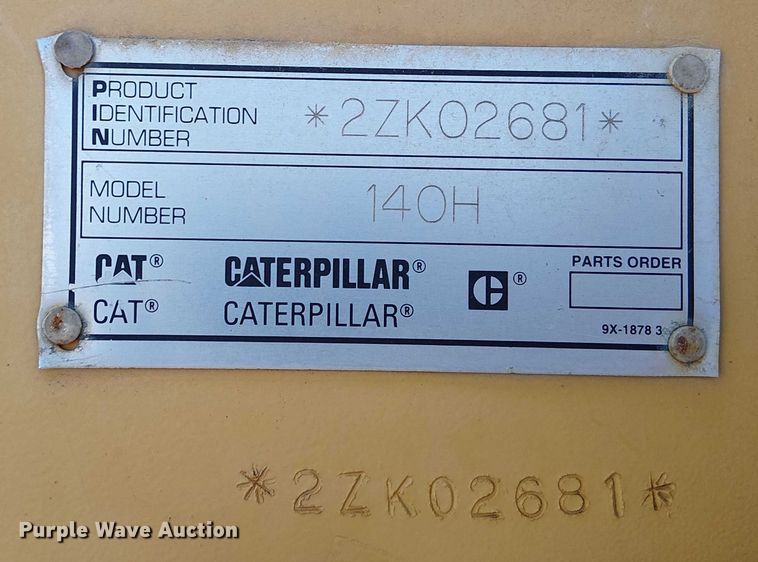 PRODUCT
IDENTIFICATION
NUMBER
*2ZK02681*
MODEL
NUMBER
140H
CAT® CATERPILLAR® C®
CAT® CATERPILLAR®
PARTS ORDER
9X-1878 3
*2ZK02681*
Purple Wave Auction